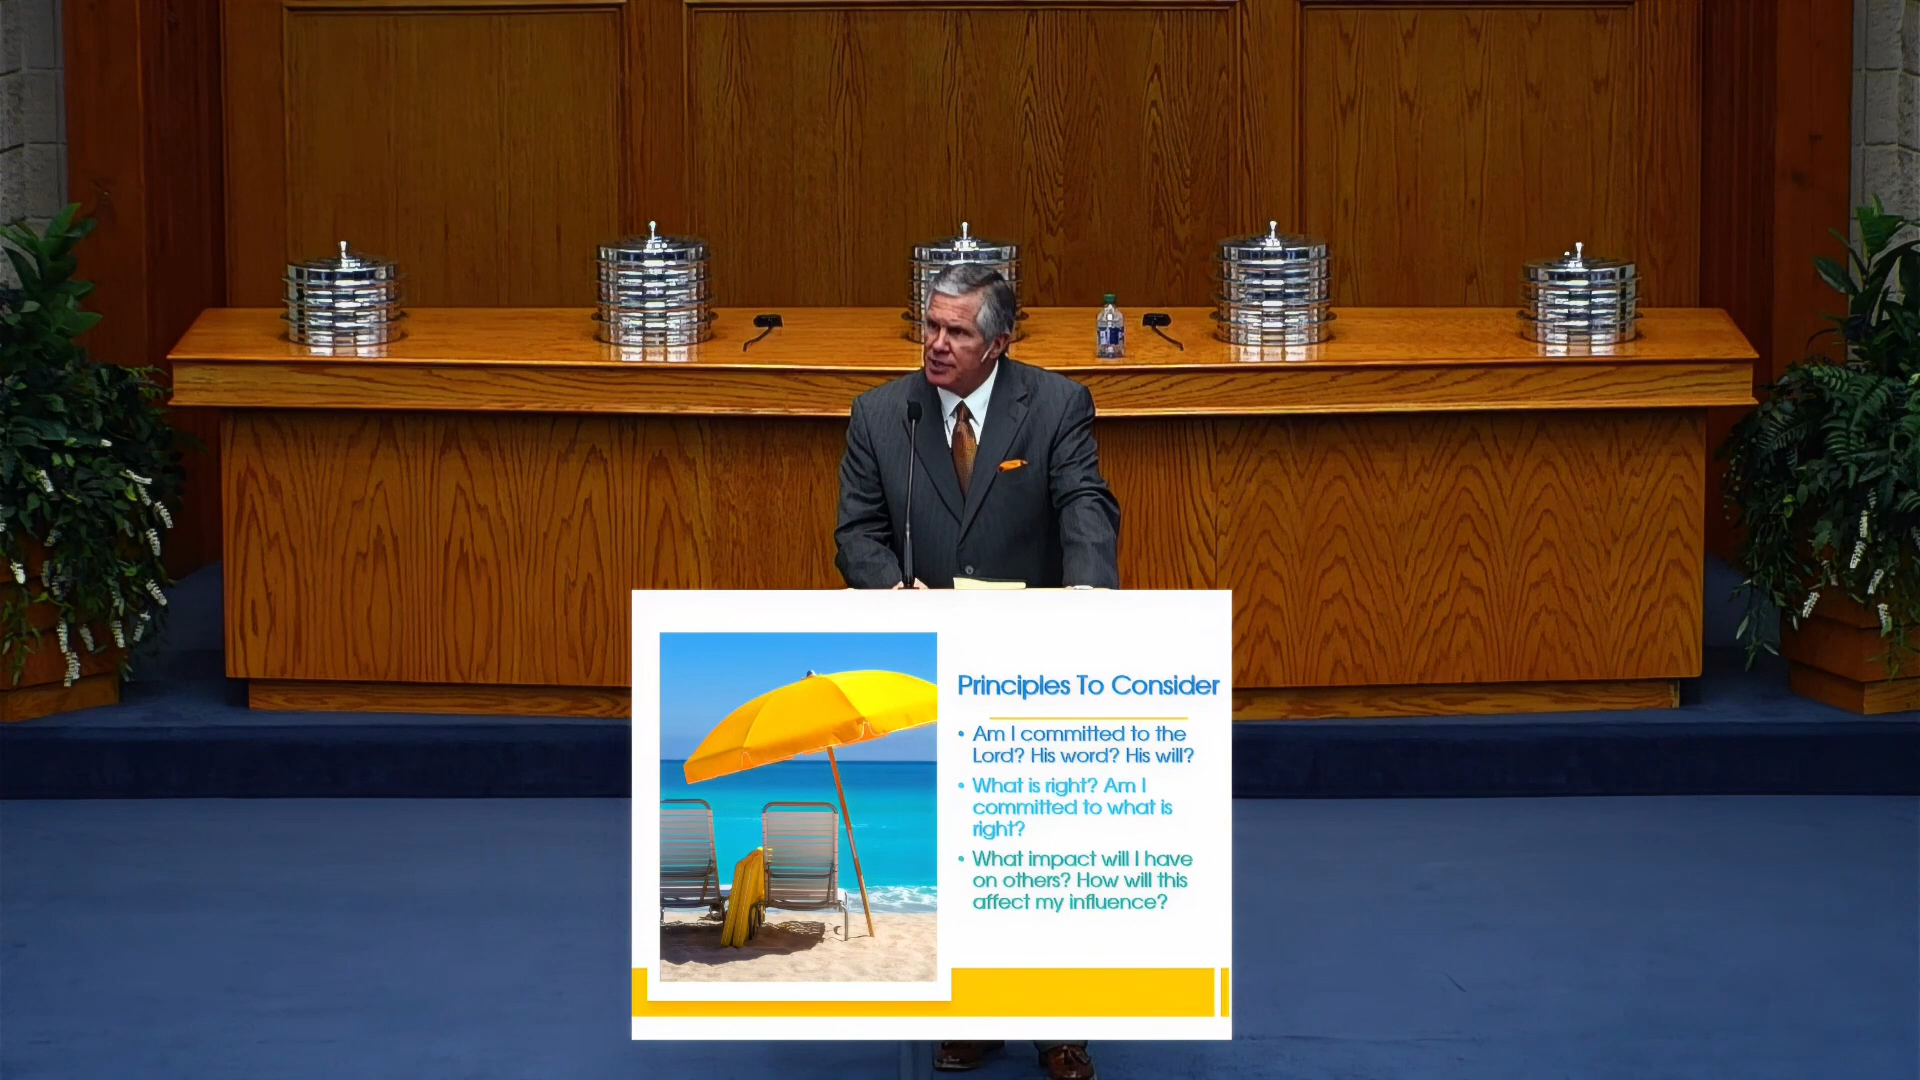 Principles To Consider
• Am I committed to the
Lord? His word? His will?
• What is right? Am I
committed to what is
right?
• What impact will I have
on others? How will this
affect my influence?